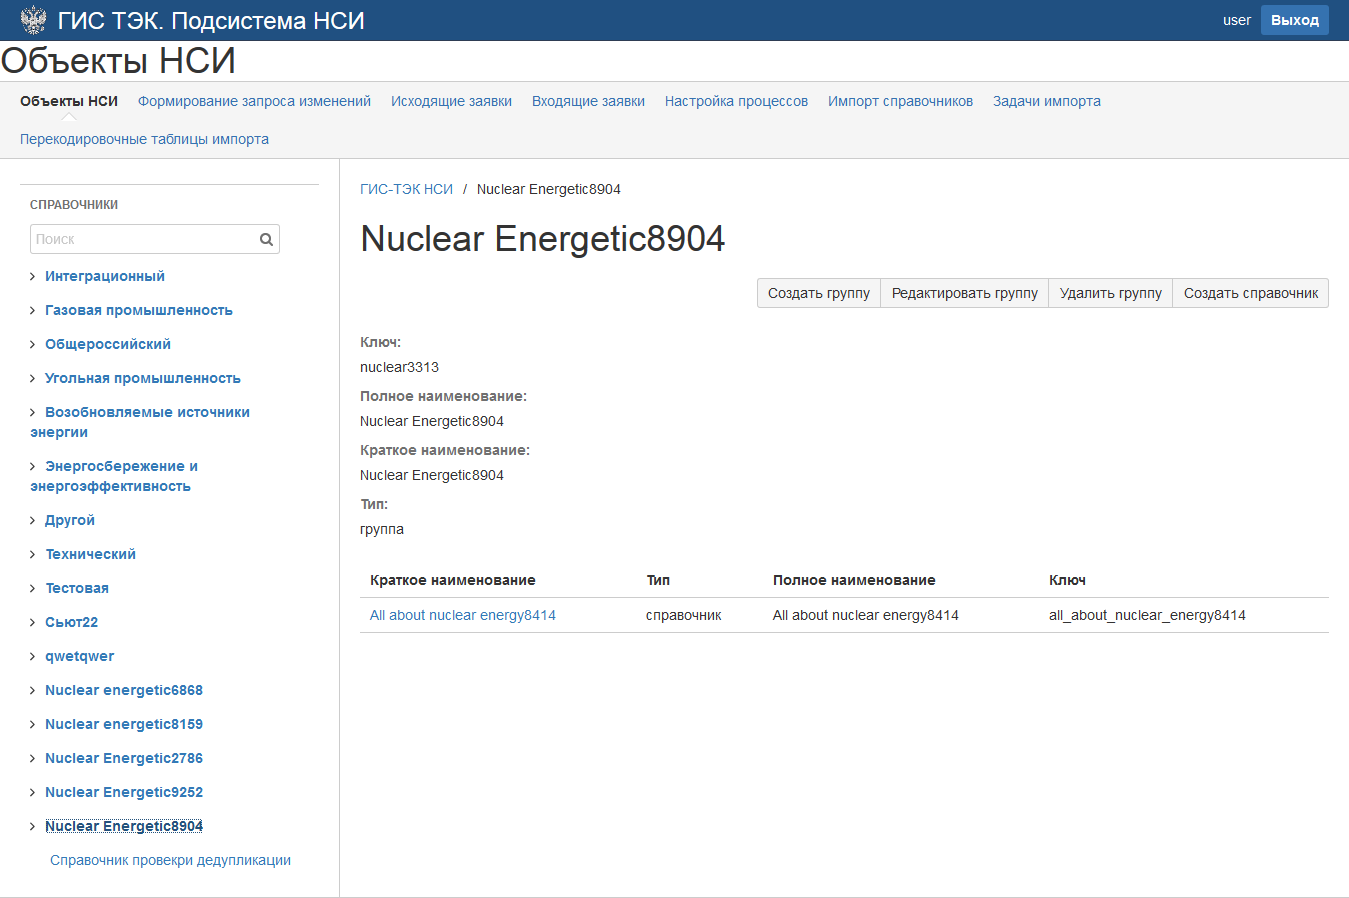 ГИС ТЭК. Подсистема НСИ
user
Выход
Объекты НСИ
Объекты НСИ
Формирование запроса изменений
Исходящие заявки
Входящие заявки
Настройка процессов
Импорт справочников
Задачи импорта
Перекодировочные таблицы импорта
СПРАВОЧНИКИ
Поиск
Интеграционный
Газовая промышленность
Общероссийский
Угольная промышленность
Возобновляемые источники
энергии
Энергосбережение и
энергоэффективность
Другой
Технический
Тестовая
Сьют22
qwetqwer
Nuclear energetic6868
Nuclear energetic8159
Nuclear Energetic2786
Nuclear Energetic9252
Nuclear Energetic8904
Справочник провекри дедупликации
ГИС-ТЭК НСИ / Nuclear Energetic8904
Nuclear Energetic8904
Создать группу
Редактировать группу
Удалить группу
Создать справочник
Ключ:
nuclear3313
Полное наименование:
Nuclear Energetic8904
Краткое наименование:
Nuclear Energetic8904
Тип:
группа
Краткое наименование Тип Полное наименование Ключ
All about nuclear energy8414 справочник All about nuclear energy8414 all_about_nuclear_energy8414